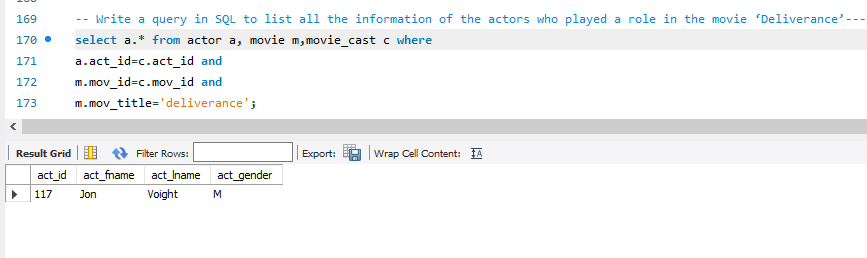 169 -- Write a query in SQL to list all the information of the actors who played a role in the movie ‘Deliverance’---
170 select a.* from actor a, movie m,movie_cast c where
171 a.act_id=c.act_id and
172 m.mov_id=c.mov_id and
173 m.mov_title='deliverance';
Result Grid Filter Rows: Export: Wrap Cell Content: IA
act_id act_fname act_lname act_gender
117 Jon Voight M